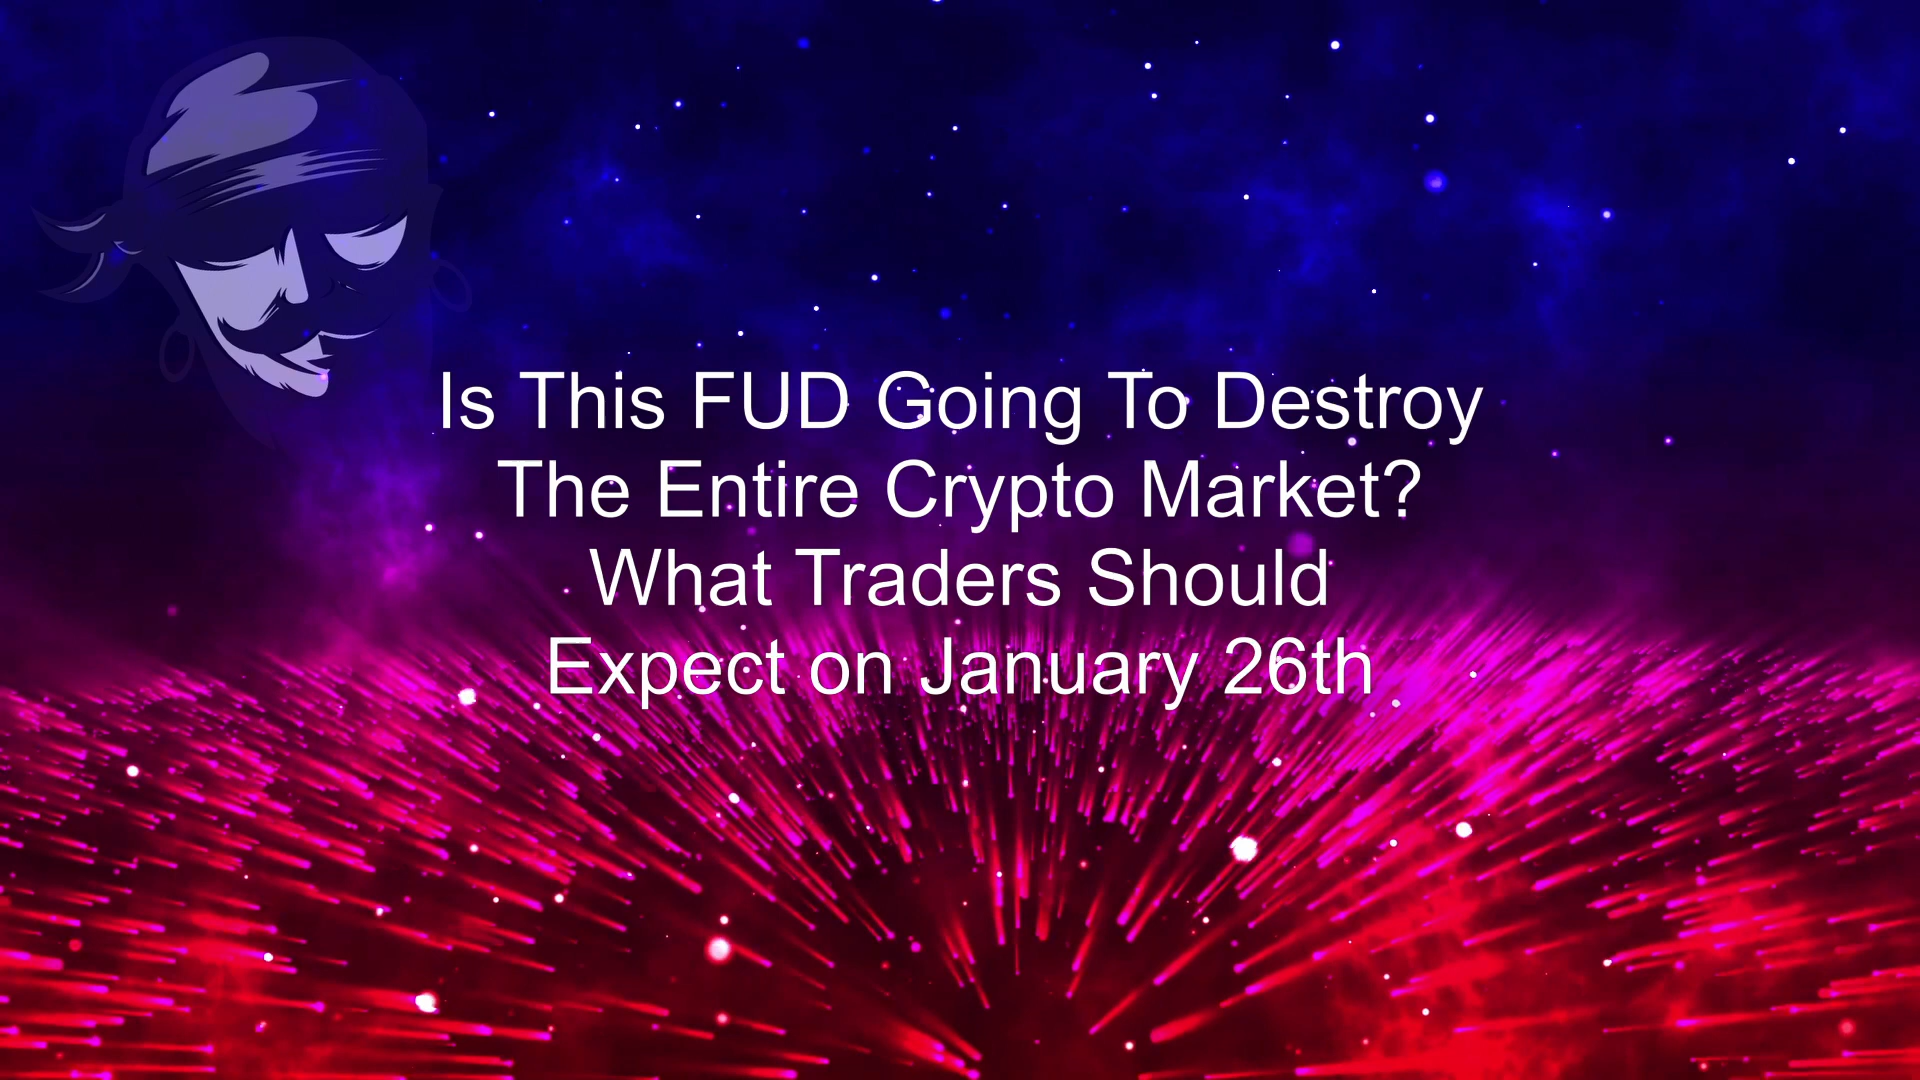 Is This FUD Going To Destroy
The Entire Crypto Market?
What Traders Should
Expect on January 26th